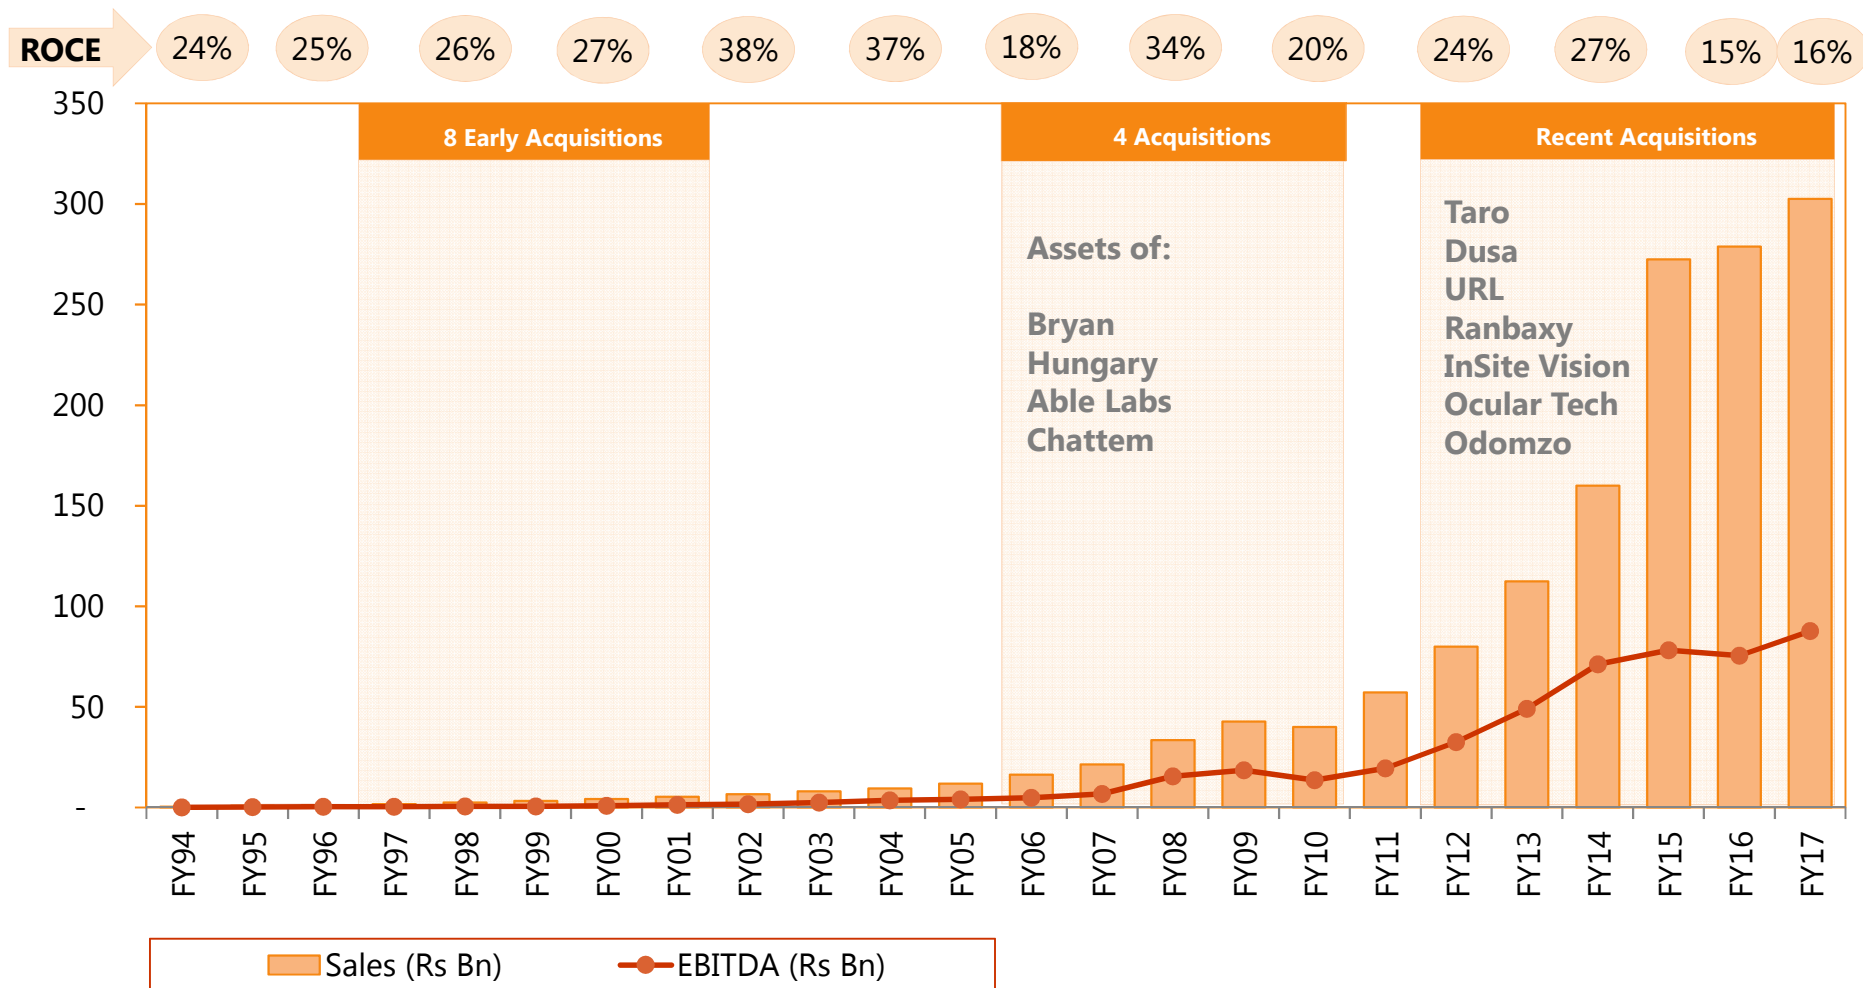 ROCE 24% 25% 26% 27% 38% 37% 18% 34% 20% 24% 27% 15% 16%
350
300
250
200
150
100
50
-
8 Early Acquisitions
4 Acquisitions
Recent Acquisitions
Assets of:
Bryan
Hungary
Able Labs
Chattem
Taro
Dusa
URL
Ranbaxy
InSite Vision
Ocular Tech
Odomzo
FY94 FY95 FY96 FY97 FY98 FY99 FY00 FY01 FY02 FY03 FY04 FY05 FY06 FY07 FY08 FY09 FY10 FY11 FY12 FY13 FY14 FY15 FY16 FY17
Sales (Rs Bn) EBITDA (Rs Bn)